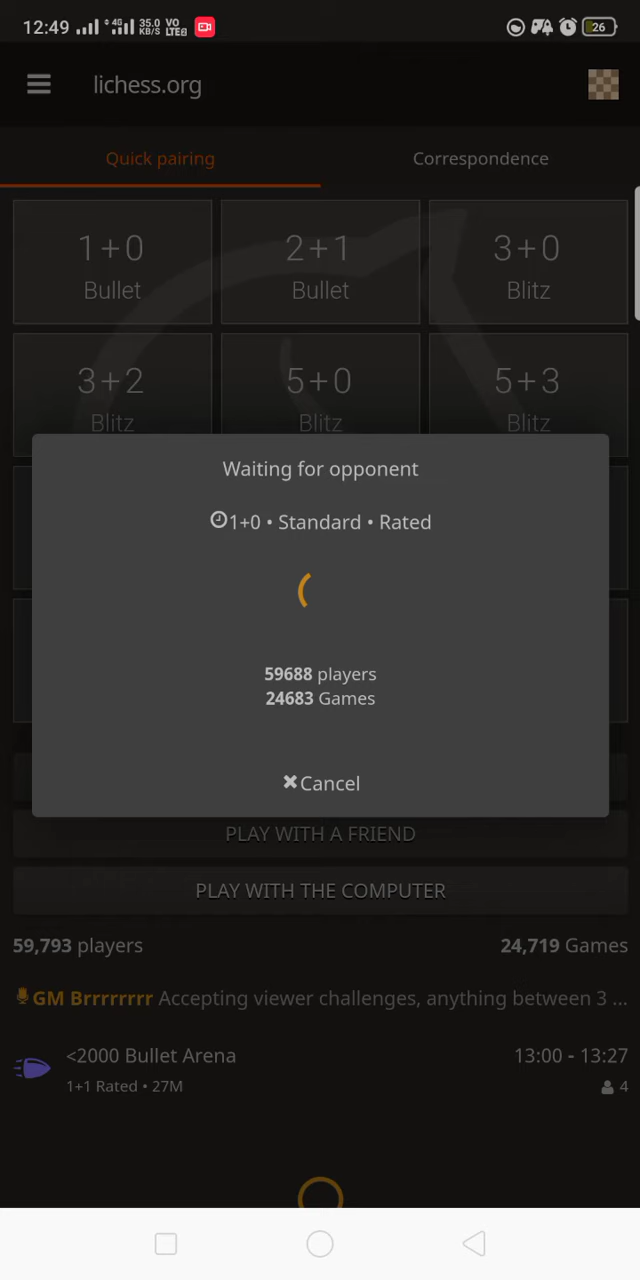 12:49 4G 35.0 KB/S VO LTE2 26
lichess.org
Quick pairing Correspondence
1+0 2+1 3+0
Bullet Bullet Blitz
3+2 5+0 5+3
Blitz Blitz Blitz
Waiting for opponent
1+0 • Standard • Rated
59688 players
24683 Games
Cancel
PLAY WITH A FRIEND
PLAY WITH THE COMPUTER
59,793 players 24,719 Games
GM Brrrrrrrr Accepting viewer challenges, anything between 3 ...
<2000 Bullet Arena 13:00 - 13:27
1+1 Rated • 27M 4